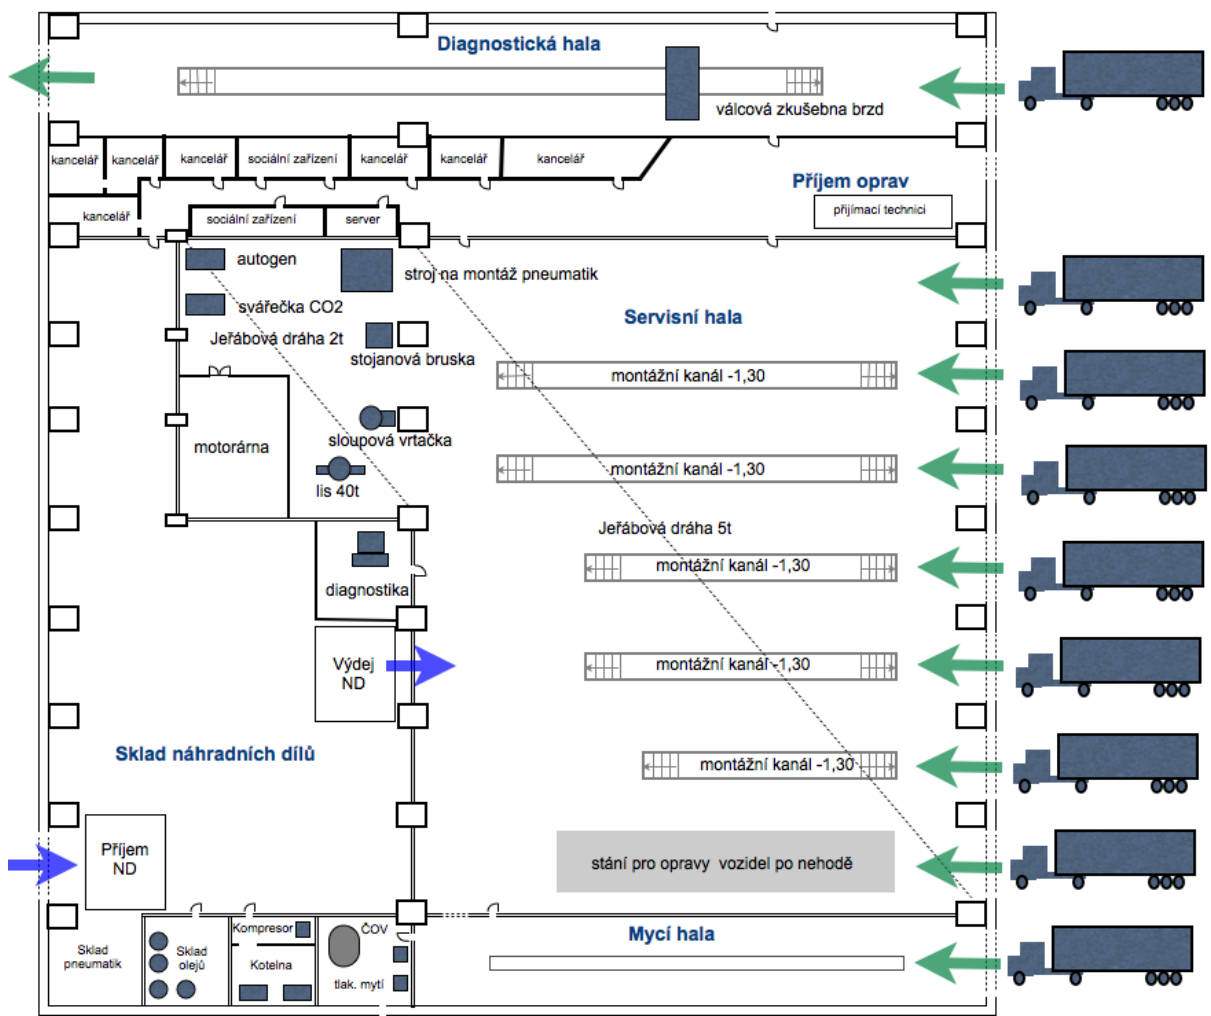 Diagnostická hala
válcová zkušebna brzd
kancelář
kancelář
kancelář
sociální zařízení
kancelář
kancelář
kancelář
Příjem oprav
kancelář
sociální zařízení
server
přijímací technici
autogen
stroj na montáž pneumatik
svářečka CO2
Servisní hala
Jeřábová dráha 2t
stojanová bruska
montážní kanál -1,30
motorárna
sloupová vrtačka
montážní kanál -1,30
lis 40t
Jeřábová dráha 5t
montážní kanál -1,30
diagnostika
Výdej
ND
montážní kanál -1,30
Sklad náhradních dílů
montážní kanál -1,30
Příjem
ND
stání pro opravy vozidel po nehodě
Kompresor
ČOV
Mycí hala
Sklad
pneumatik
Sklad
olejů
Kotelna
tlak. mytí